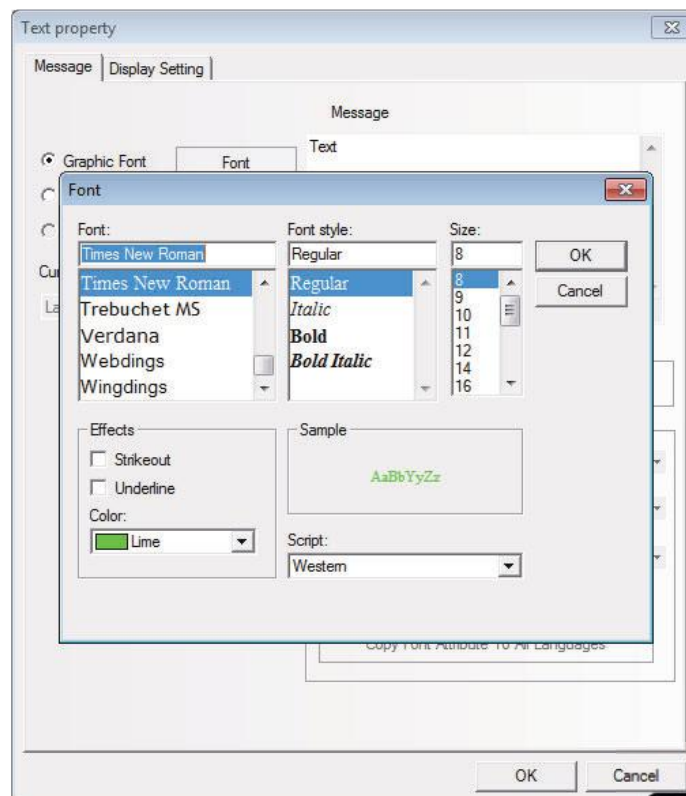 Text property
Message
Display Setting
Message
Text
Graphic Font
Font
Font
Font:
Font style:
Size:
Times New Roman
Regular
8
OK
Cancel
Times New Roman
Trebuchet MS
Verdana
Webdings
Wingdings
Regular
Italic
Bold
Bold Italic
8
9
10
11
12
14
16
Effects
Strikeout
Underline
Color:
Lime
Sample
AaBbYyZz
Script:
Western
Copy Font Attribute To All Languages
OK
Cancel